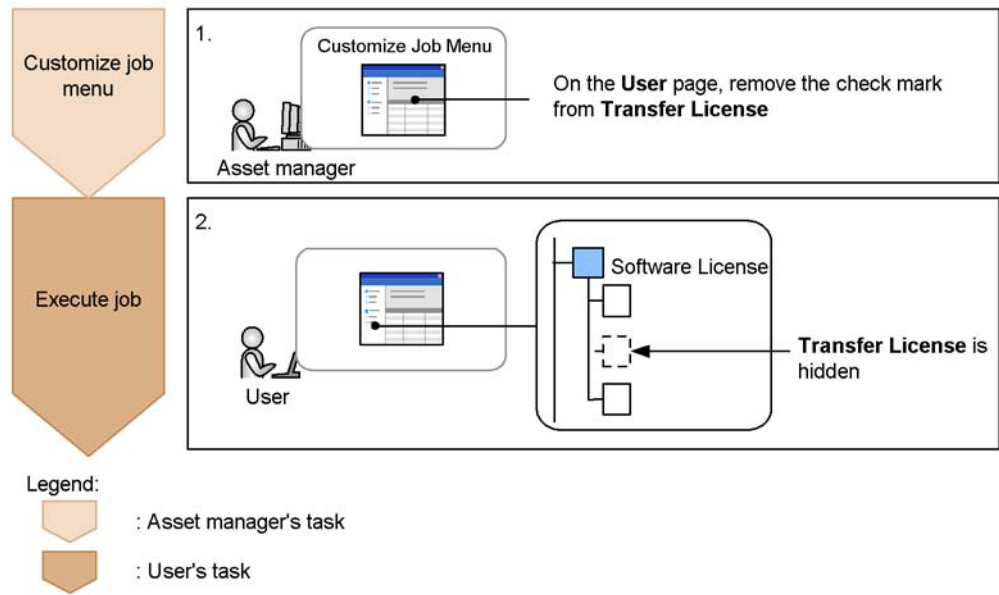 Customize job
menu
1.
Customize Job Menu
On the User page, remove the check mark
from Transfer License
Asset manager
Execute job
2.
Software License
Transfer License is
hidden
User
Legend:
: Asset manager's task
: User's task